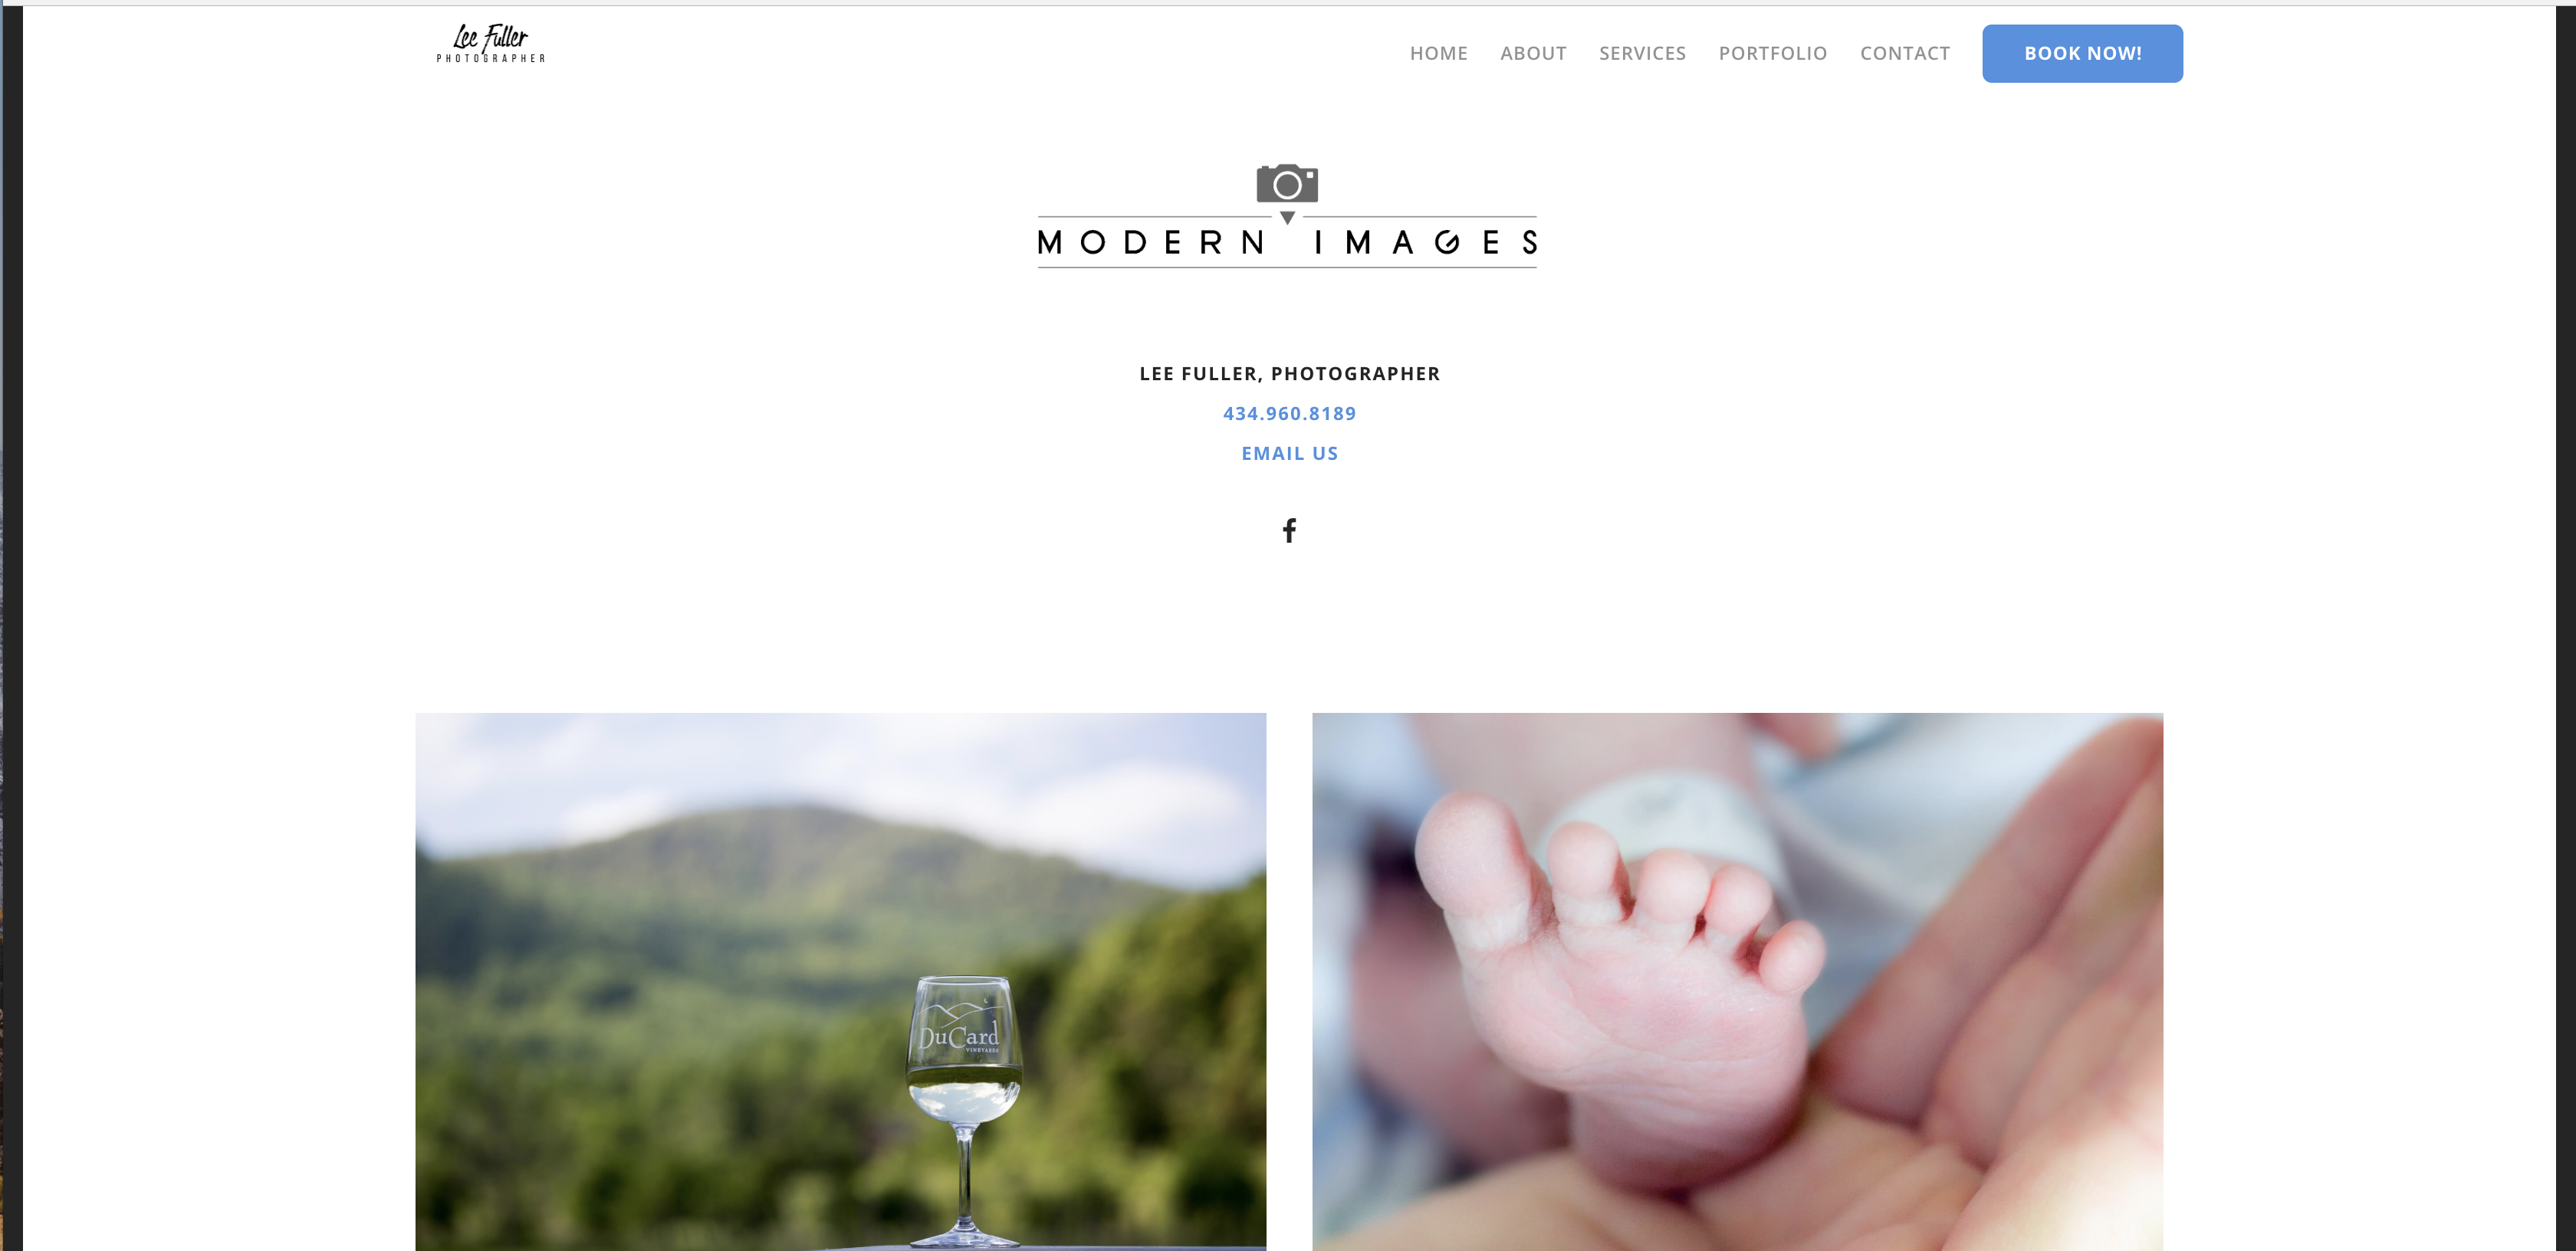 Lee Fuller
PHOTOGRAPHER
HOME ABOUT SERVICES PORTFOLIO CONTACT BOOK NOW!
MODERN IMAGES
LEE FULLER, PHOTOGRAPHER
434.960.8189
EMAIL US
DuCard
VINEYARDS